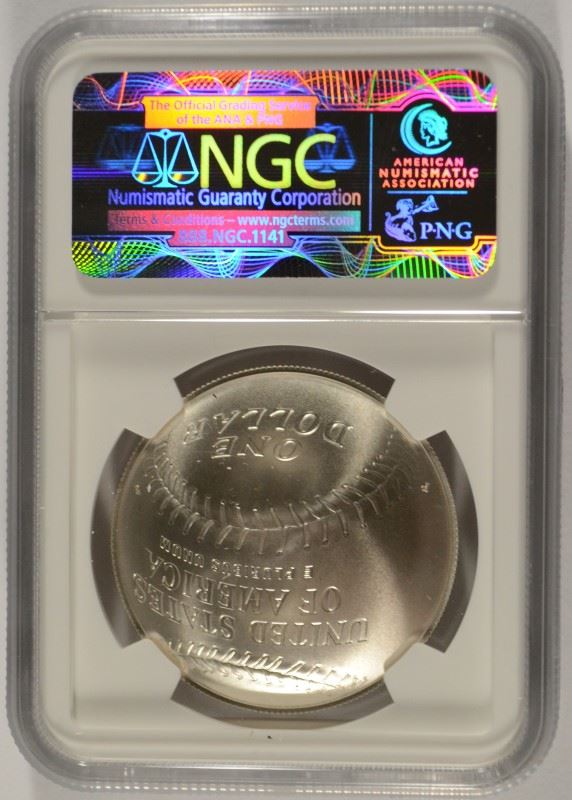 The Official Grading Service
of the ANA & PNG
NGC
Numismatic Guaranty Corporation
Terms & Conditions – www.ngcterms.com
888.NGC.1141
AMERICAN
NUMISMATIC
ASSOCIATION
P·N·G
UNITED STATES
OF AMERICA
E PLURIBUS UNUM
ONE
DOLLAR